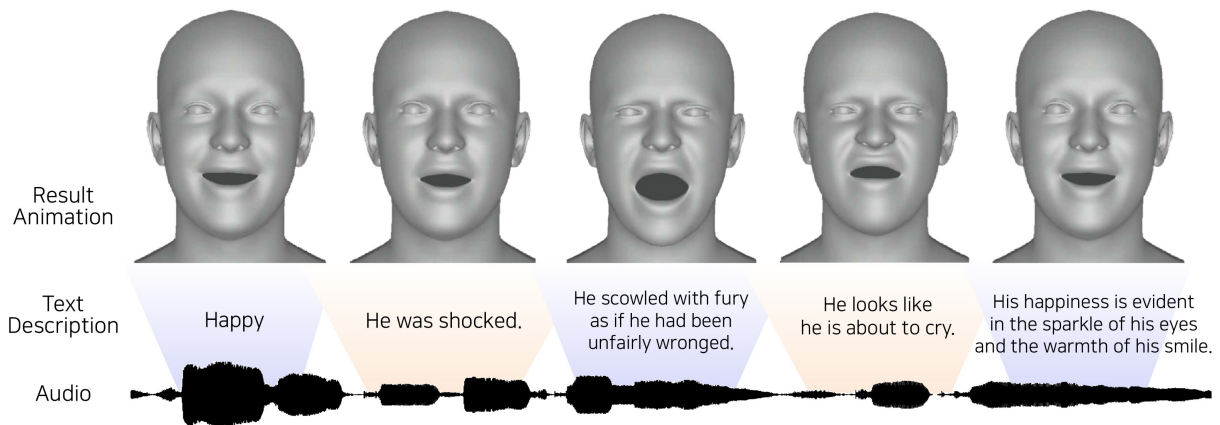 Result
Animation
Text
Description
Happy
He was shocked.
He scowled with fury
as if he had been
unfairly wronged.
He looks like
he is about to cry.
His happiness is evident
in the sparkle of his eyes
and the warmth of his smile.
Audio